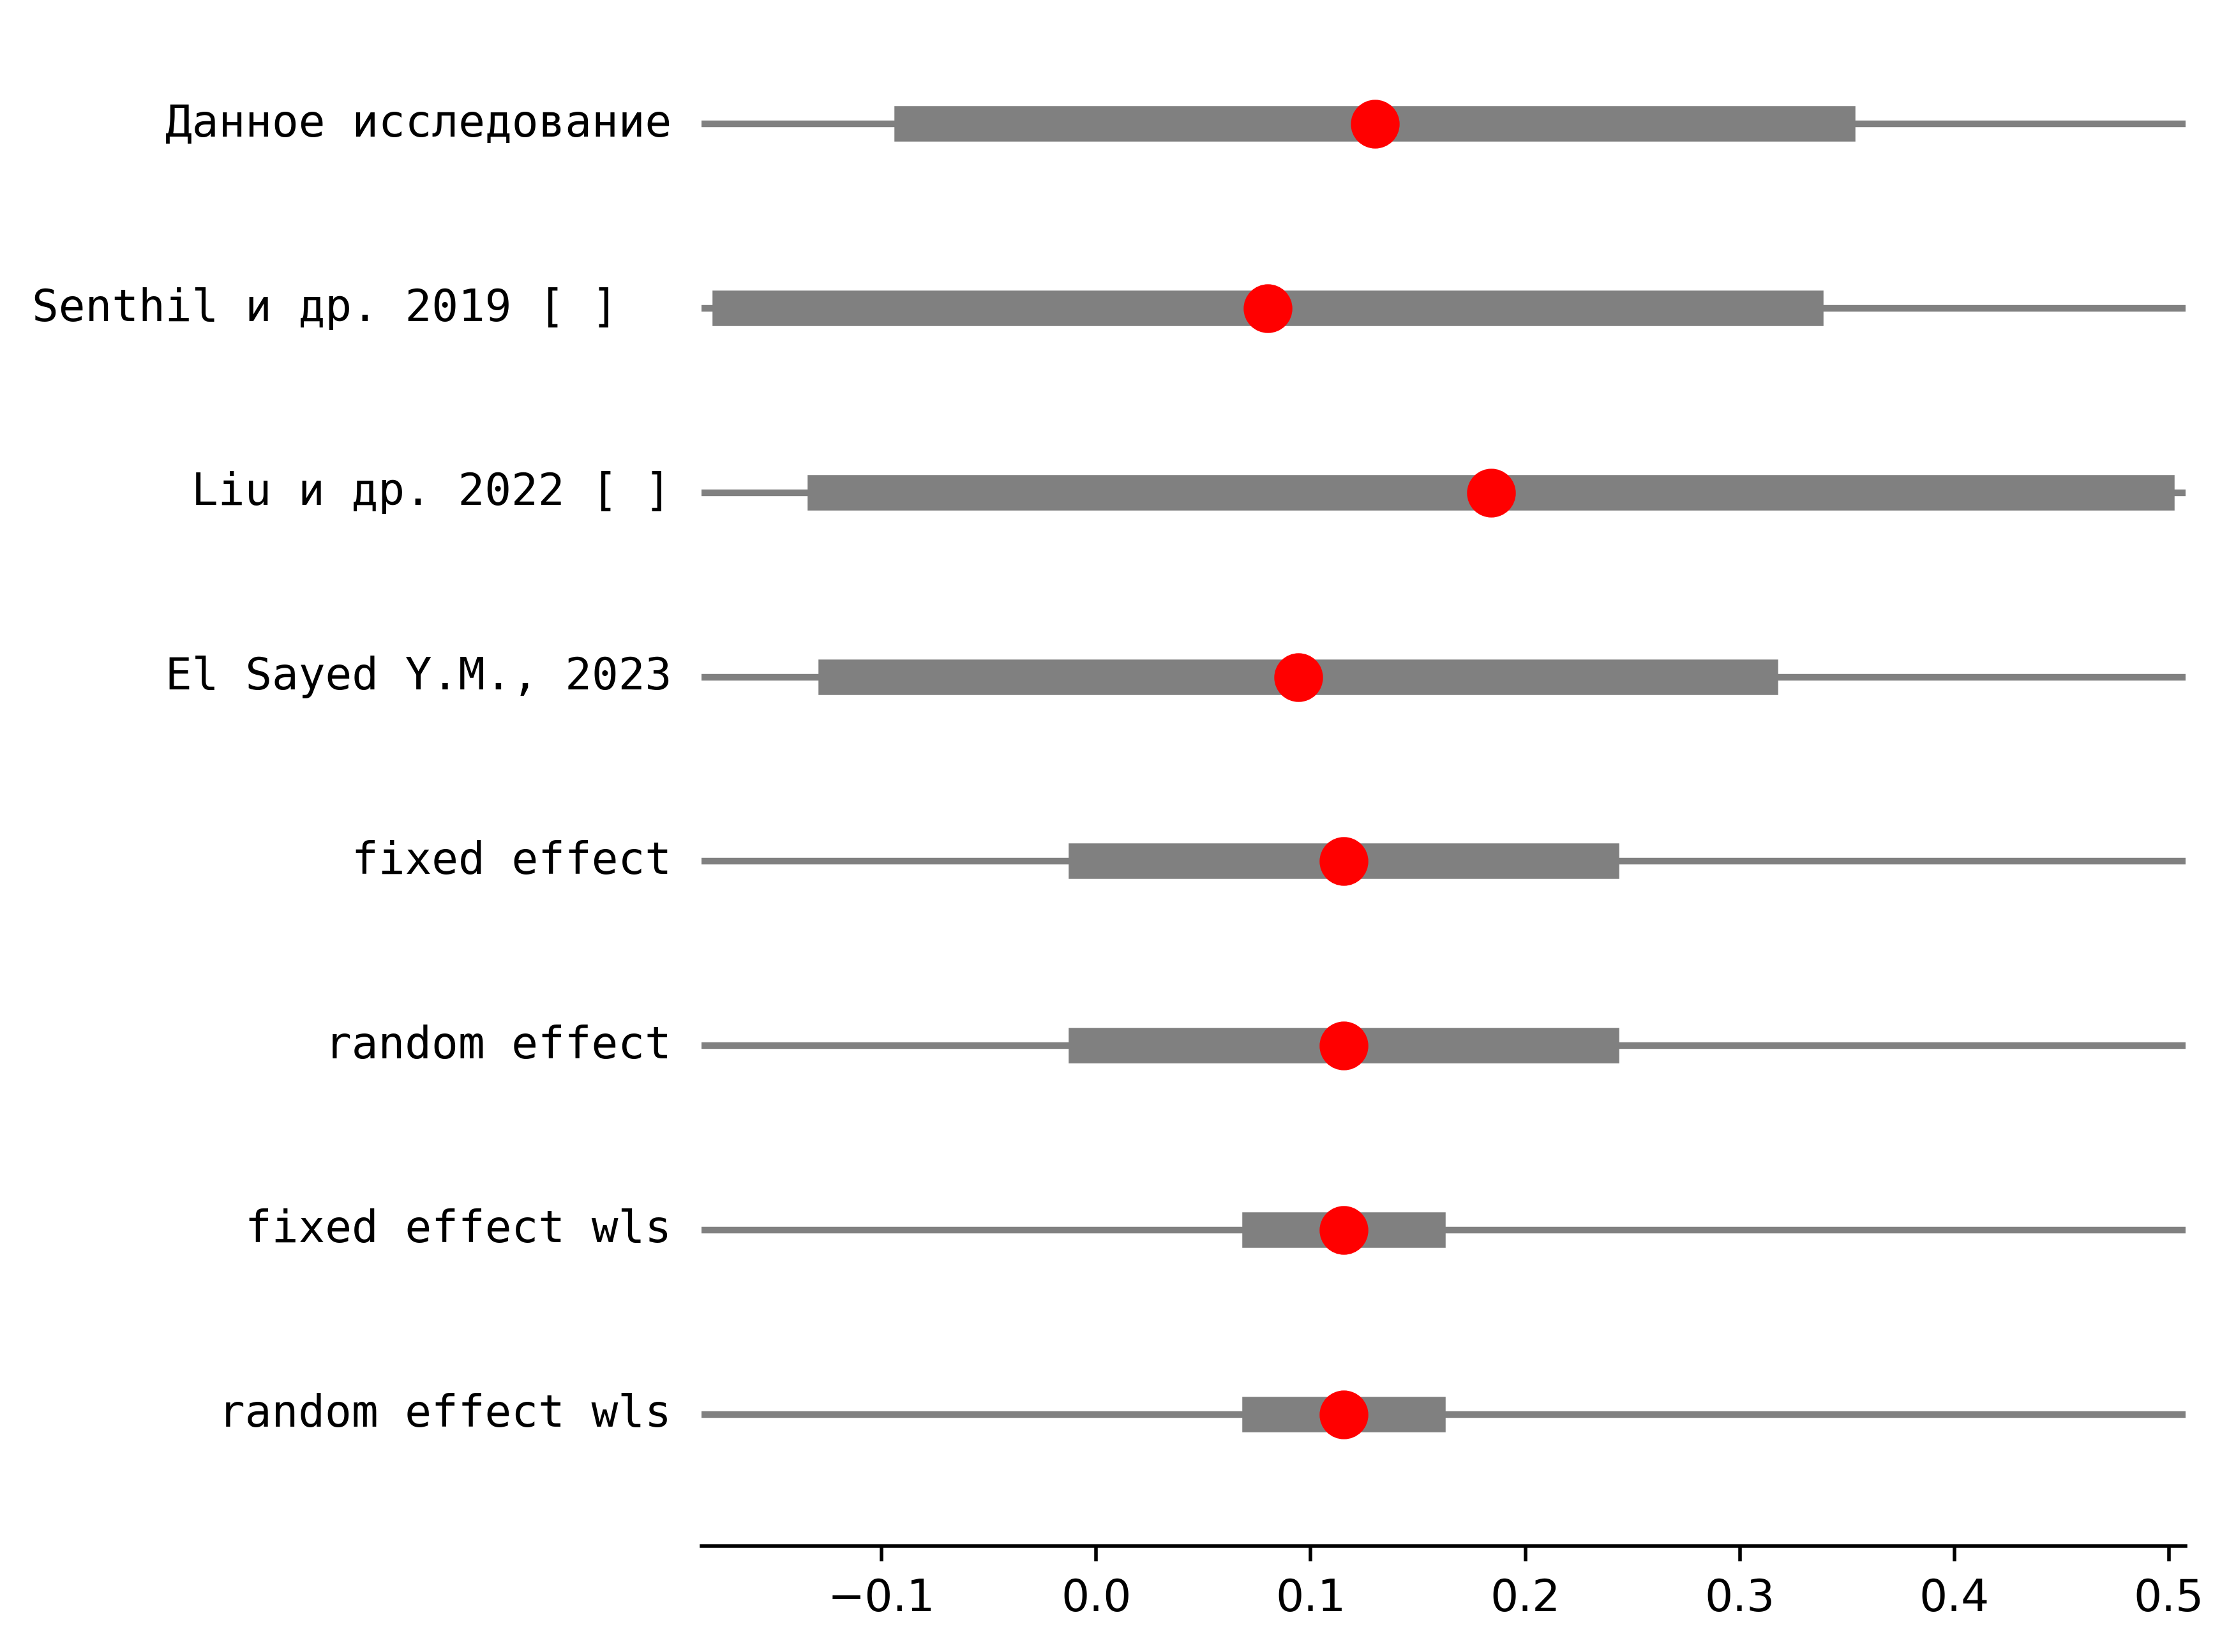 Данное исследование
Senthil и др. 2019 [ ]
Liu и др. 2022 [ ]
El Sayed Y.M., 2023
fixed effect
random effect
fixed effect wls
random effect wls
−0.1 0.0 0.1 0.2 0.3 0.4 0.5